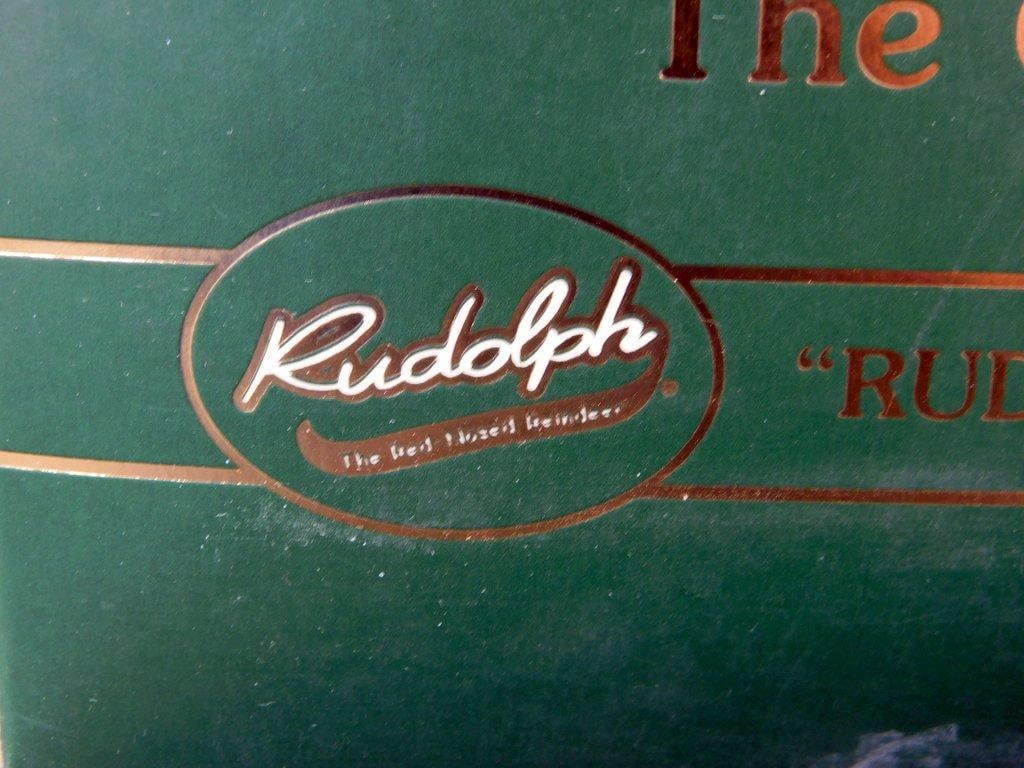 The
Rudolph
The Red-Nosed Reindeer
"RUD